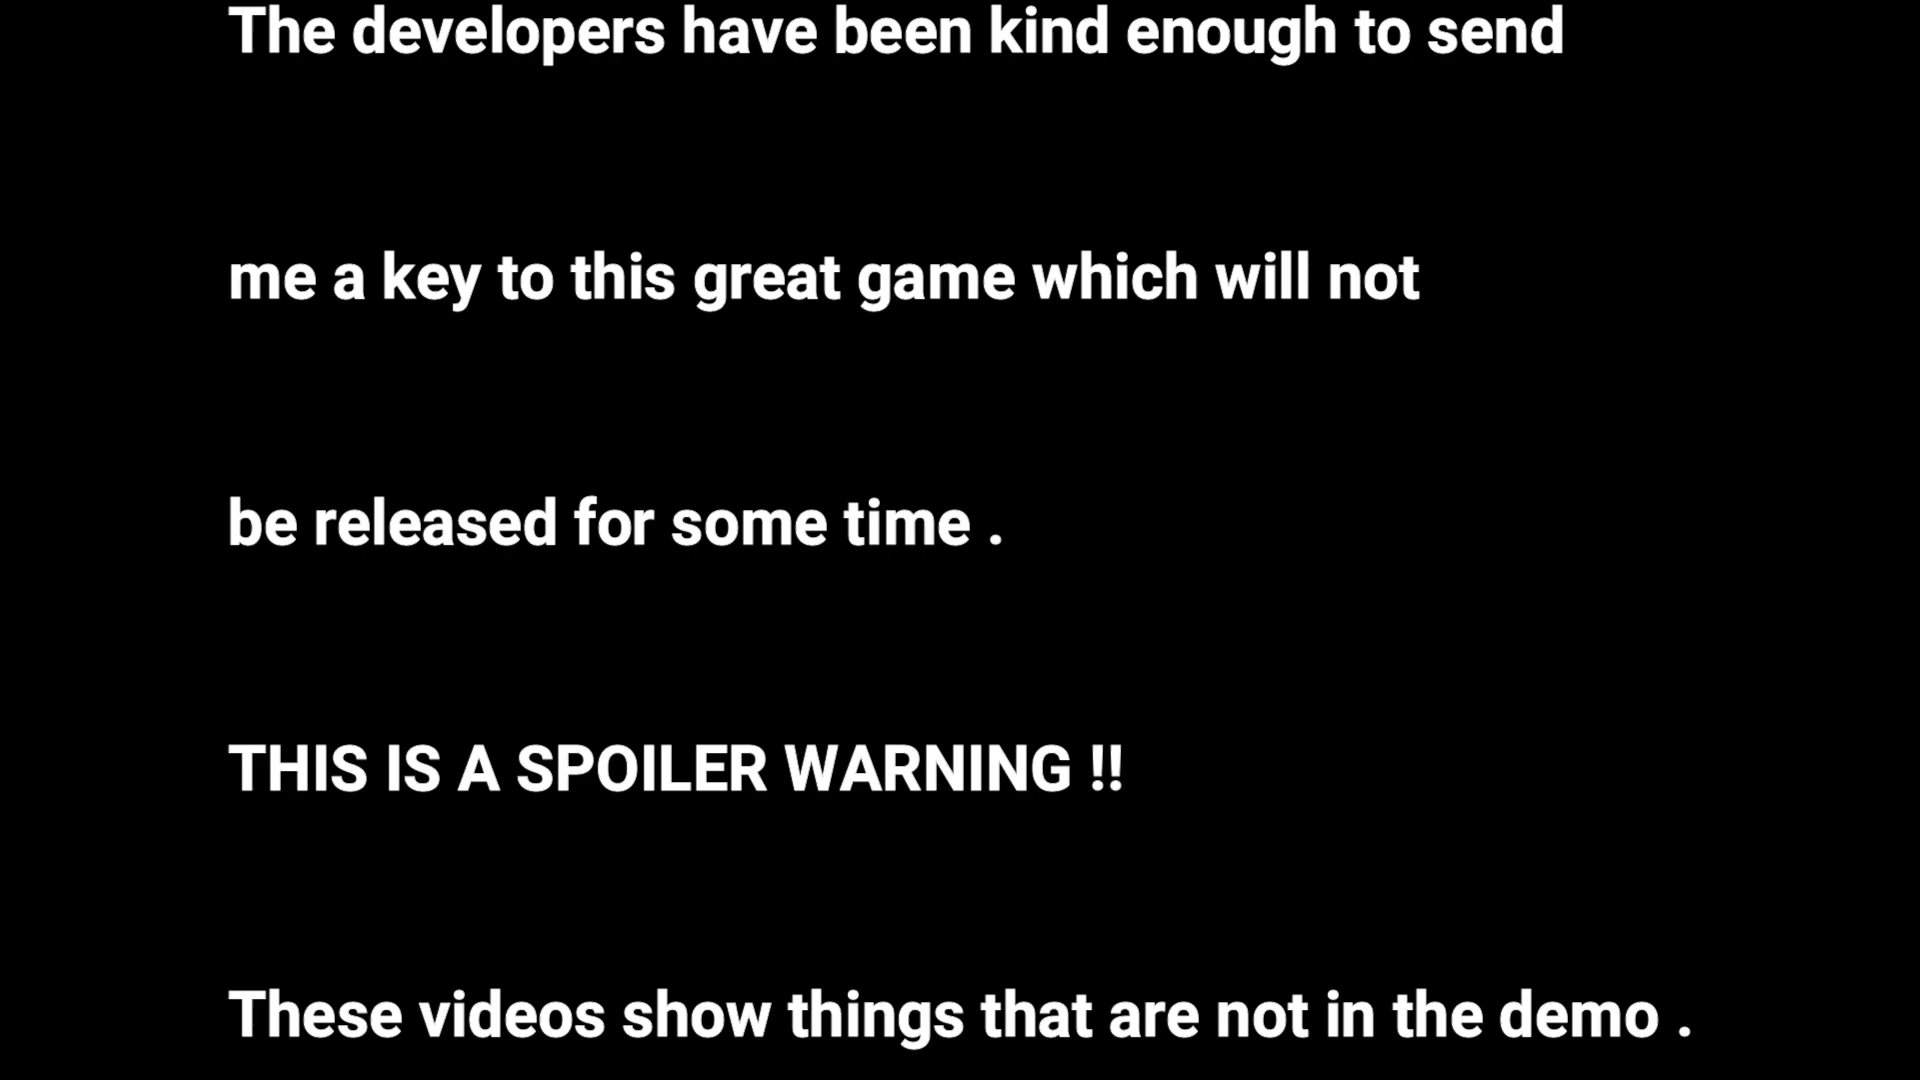 The developers have been kind enough to send
me a key to this great game which will not
be released for some time .
THIS IS A SPOILER WARNING !!
These videos show things that are not in the demo .